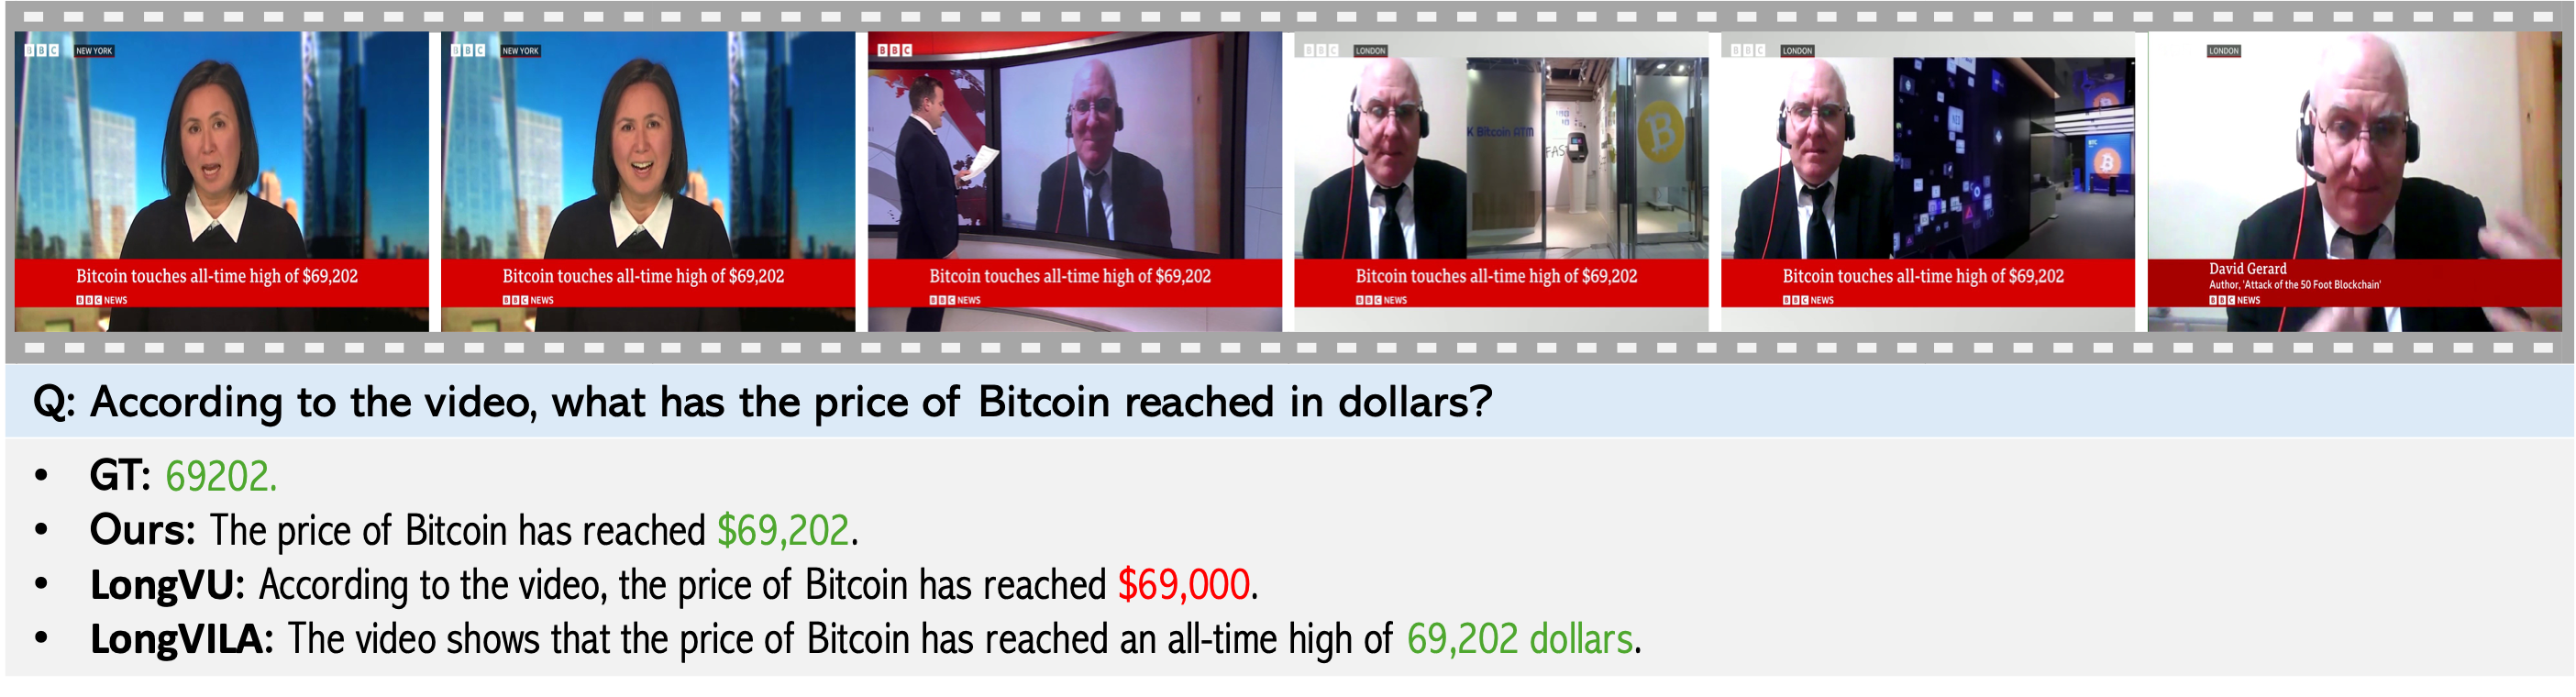 BBC NEW YORK
Bitcoin touches all-time high of $69,202
BBC NEWS
BBC NEW YORK
Bitcoin touches all-time high of $69,202
BBC NEWS
BBC
Bitcoin touches all-time high of $69,202
BBC NEWS
BBC LONDON
K Bitcoin ATM
FAS
Bitcoin touches all-time high of $69,202
BBC NEWS
BBC LONDON
Bitcoin touches all-time high of $69,202
BBC NEWS
LONDON
David Gerard
Author, 'Attack of the 50 Foot Blockchain'
BBC NEWS
Q: According to the video, what has the price of Bitcoin reached in dollars?
• GT: 69202.
• Ours: The price of Bitcoin has reached $69,202.
• LongVU: According to the video, the price of Bitcoin has reached $69,000.
• LongVILA: The video shows that the price of Bitcoin has reached an all-time high of 69,202 dollars.